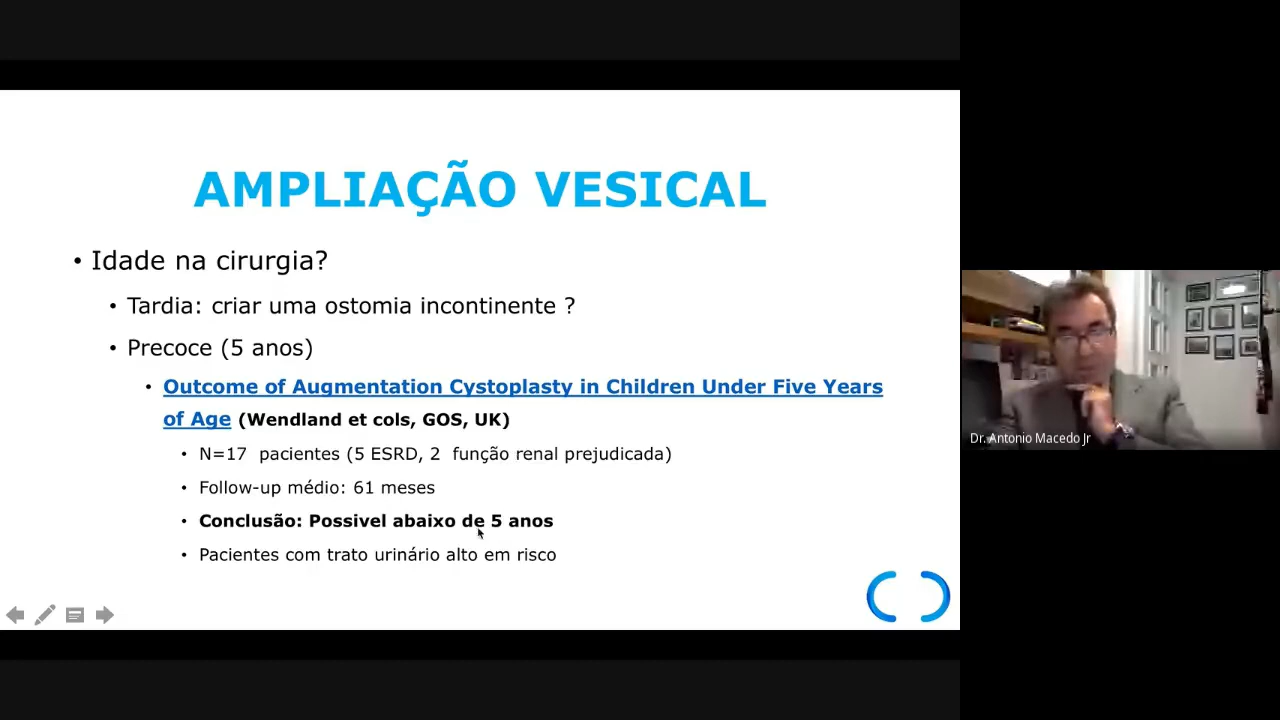 AMPLIAÇÃO VESICAL
• Idade na cirurgia?
• Tardia: criar uma ostomia incontinente ?
• Precoce (5 anos)
• Outcome of Augmentation Cystoplasty in Children Under Five Years
of Age (Wendland et cols, GOS, UK)
• N=17 pacientes (5 ESRD, 2 função renal prejudicada)
• Follow-up médio: 61 meses
• Conclusão: Possivel abaixo de 5 anos
• Pacientes com trato urinário alto em risco
Dr. Antonio Macedo Jr